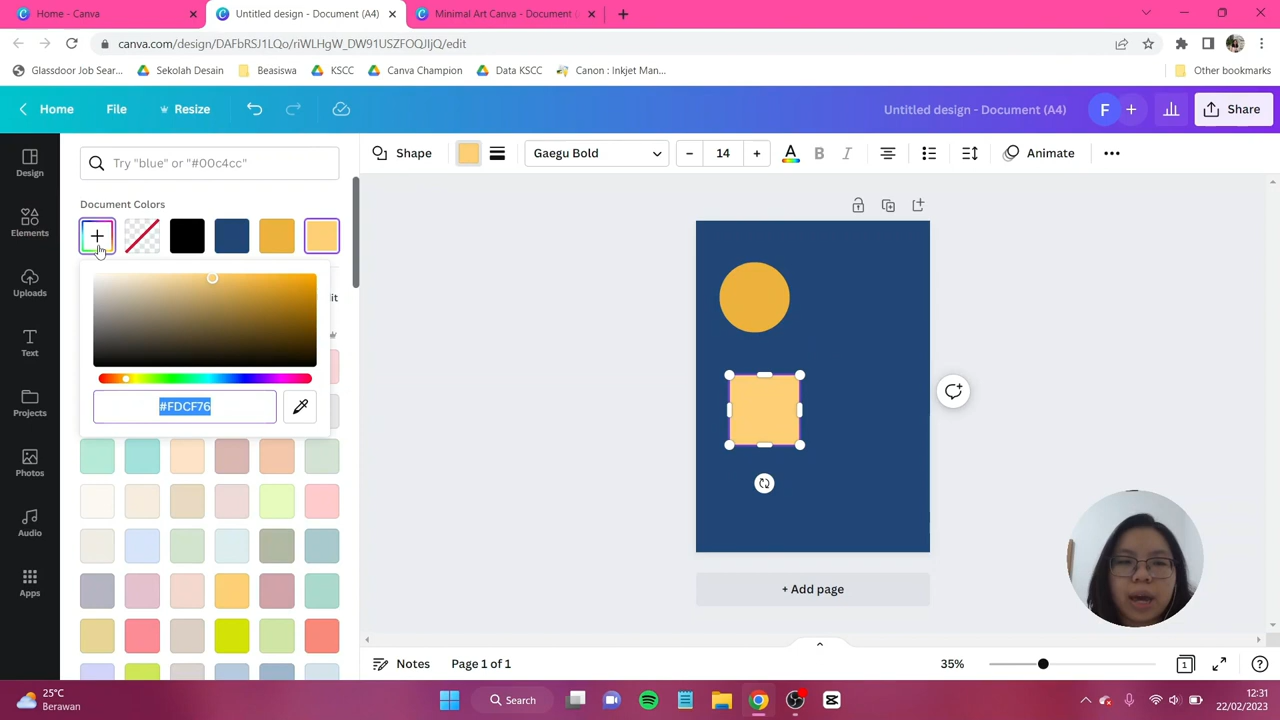 Home - Canva
Untitled design - Document (A4)
Minimal Art Canva - Document (
canva.com/design/DAFbRSJ1LQo/riWLHgW_DW91USZFOQJIjQ/edit
Glassdoor Job Sear...
Sekolah Desain
Beasiswa
KSCC
Canva Champion
Data KSCC
Canon : Inkjet Man...
Other bookmarks
Home
File
Resize
Untitled design - Document (A4)
F
Share
Design
Elements
Uploads
Text
Projects
Photos
Audio
Apps
Try "blue" or "#00c4cc"
Document Colors
it
#FDCF76
Shape
Gaegu Bold
14
A
B
I
Animate
+ Add page
Notes
Page 1 of 1
35%
1
25°C
Berawan
Search
12:31
22/02/2023